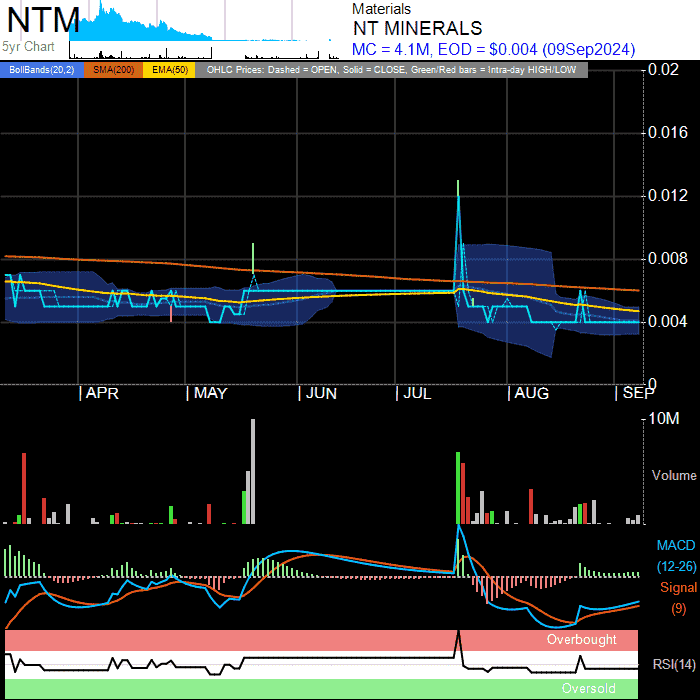 NTM
5yr Chart
Materials
NT MINERALS
MC = 4.1M, EOD = $0.004 (09Sep2024)
BollBands(20,2) SMA(200) EMA(50) OHLC Prices: Dashed = OPEN, Solid = CLOSE, Green/Red bars = Intra-day HIGH/LOW
0.02
0.016
0.012
0.008
0.004
0
APR MAY JUN JUL AUG SEP
10M
Volume
MACD
(12-26)
Signal
(9)
Overbought
RSI(14)
Oversold